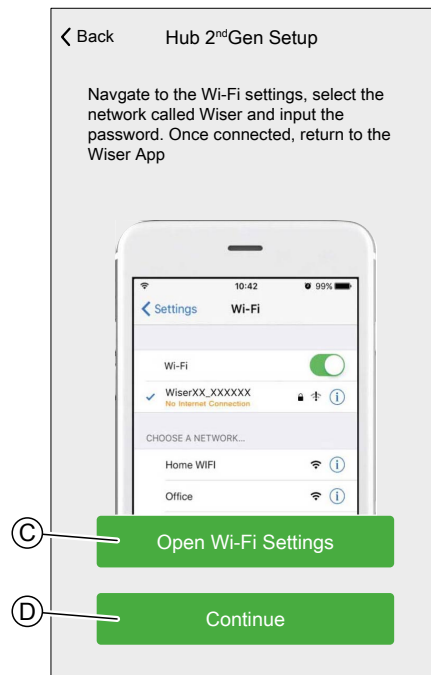 Back Hub 2ndGen Setup
Navgate to the Wi-Fi settings, select the
network called Wiser and input the
password. Once connected, return to the
Wiser App
10:42 99%
Settings Wi-Fi
Wi-Fi
WiserXX_XXXXXX
No Internet Connection
CHOOSE A NETWORK...
Home WIFI
Office
C Open Wi-Fi Settings
D Continue